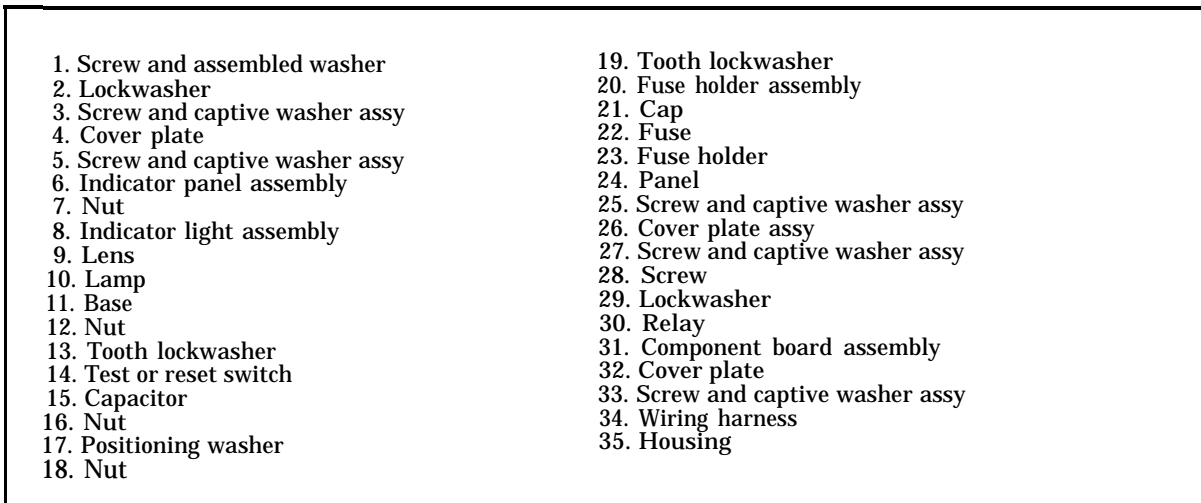 1. Screw and assembled washer
2. Lockwasher
3. Screw and captive washer assy
4. Cover plate
5. Screw and captive washer assy
6. Indicator panel assembly
7. Nut
8. Indicator light assembly
9. Lens
10. Lamp
11. Base
12. Nut
13. Tooth lockwasher
14. Test or reset switch
15. Capacitor
16. Nut
17. Positioning washer
18. Nut
19. Tooth lockwasher
20. Fuse holder assembly
21. Cap
22. Fuse
23. Fuse holder
24. Panel
25. Screw and captive washer assy
26. Cover plate assy
27. Screw and captive washer assy
28. Screw
29. Lockwasher
30. Relay
31. Component board assembly
32. Cover plate
33. Screw and captive washer assy
34. Wiring harness
35. Housing